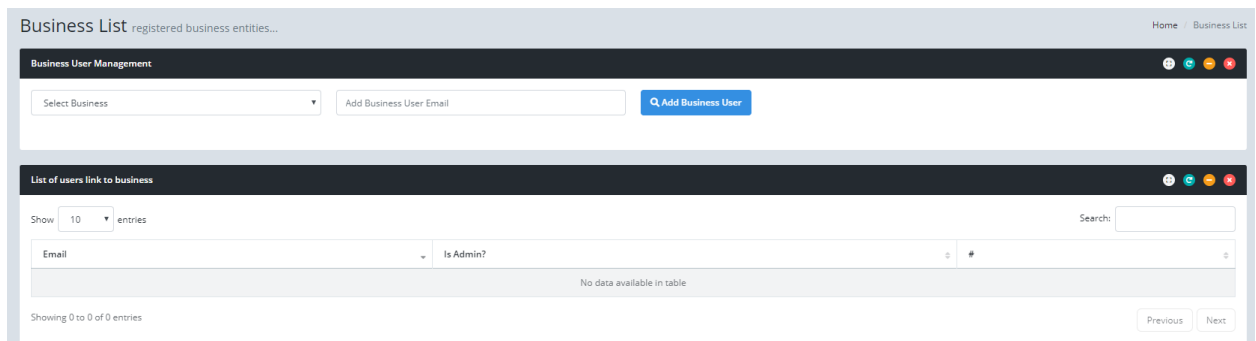 Business List registered business entities...
Home / Business List
Business User Management
Select Business
Add Business User Email
Add Business User
List of users link to business
Show 10 entries
Search:
Email Is Admin? #
No data available in table
Showing 0 to 0 of 0 entries
Previous Next